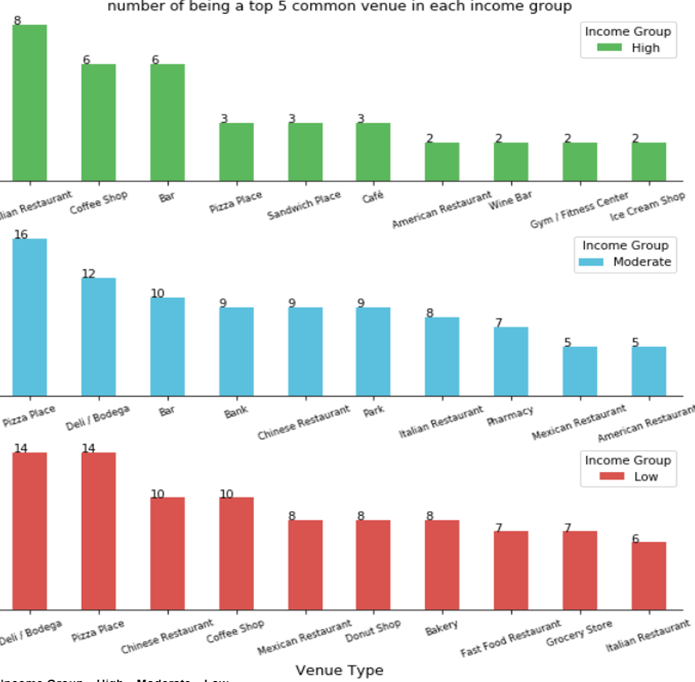 number of being a top 5 common venue in each income group
Income Group
High
8 6 6 3 3 3 2 2 2 2
lian Restaurant Coffee Shop Bar Pizza Place Sandwich Place Café American Restaurant Wine Bar Gym / Fitness Center Ice Cream Shop
Income Group
Moderate
16 12 10 9 9 9 8 7 5 5
Pizza Place Deli / Bodega Bar Bank Chinese Restaurant Park Italian Restaurant Pharmacy Mexican Restaurant American Restaurant
Income Group
Low
14 14 10 10 8 8 8 7 7 6
Deli / Bodega Pizza Place Chinese Restaurant Coffee Shop Mexican Restaurant Donut Shop Bakery Fast Food Restaurant Grocery Store Italian Restaurant
Venue Type